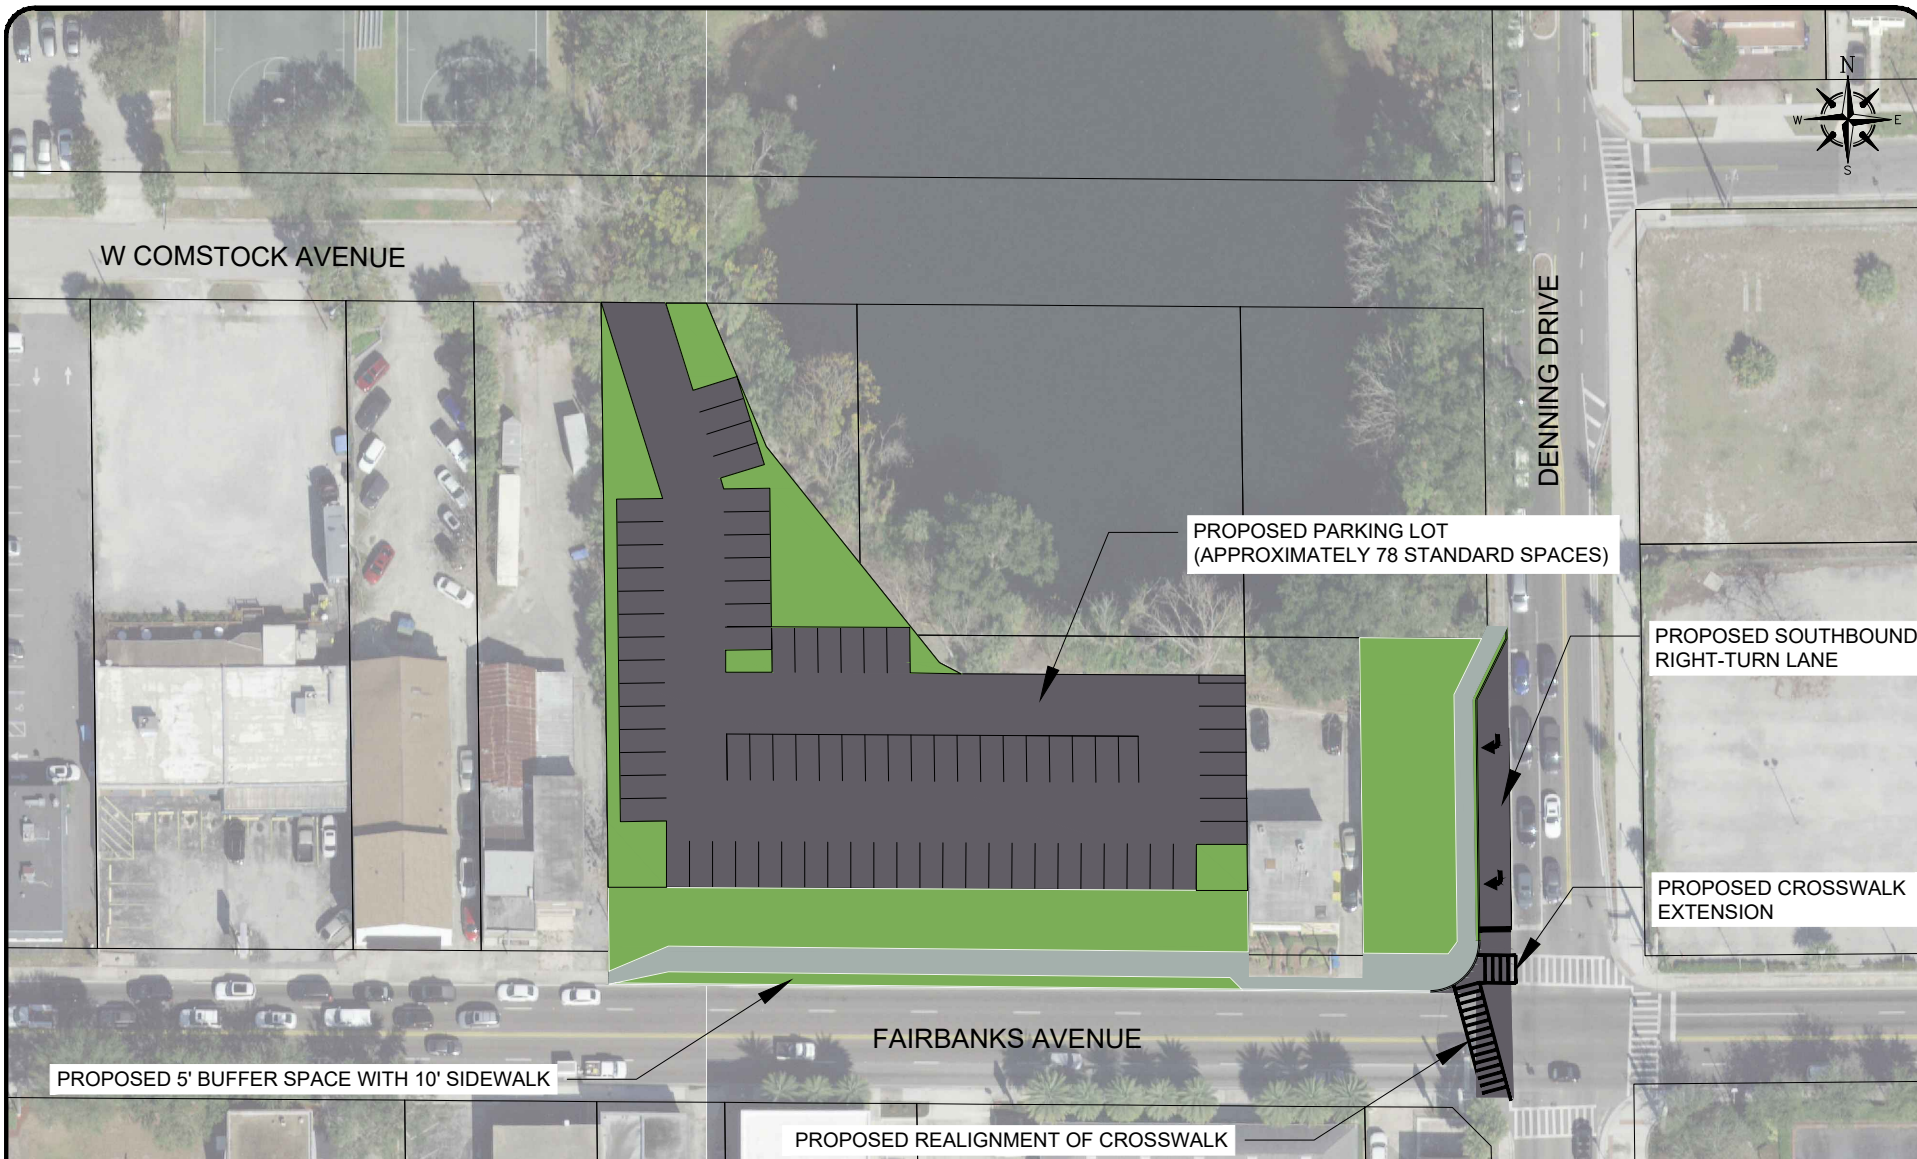 N
W E
S
W COMSTOCK AVENUE
DENNING DRIVE
PROPOSED PARKING LOT
(APPROXIMATELY 78 STANDARD SPACES)
PROPOSED SOUTHBOUND
RIGHT-TURN LANE
PROPOSED CROSSWALK
EXTENSION
FAIRBANKS AVENUE
PROPOSED 5' BUFFER SPACE WITH 10' SIDEWALK
PROPOSED REALIGNMENT OF CROSSWALK